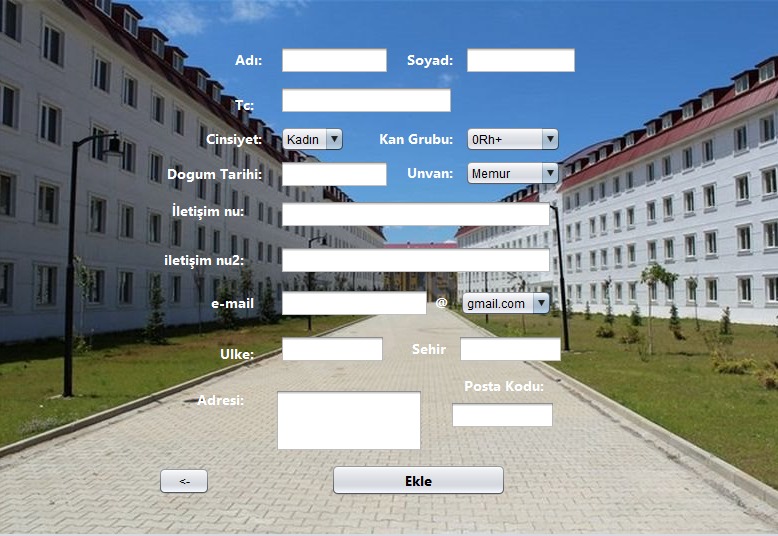 Adı: Soyad:
Tc:
Cinsiyet: Kadın Kan Grubu: 0Rh+
Dogum Tarihi: Unvan: Memur
İletişim nu:
iletişim nu2:
e-mail @ gmail.com
Ulke: Sehir
Posta Kodu:
Adresi:
<- Ekle